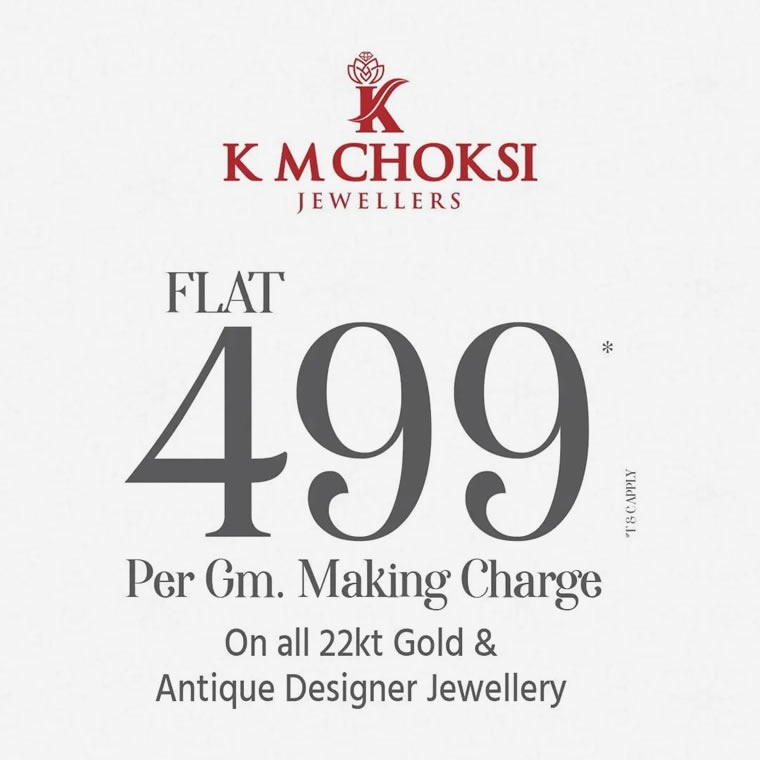 K
K M CHOKSI
JEWELLERS
FLAT
499*
*T & C APPLY
Per Gm. Making Charge
On all 22kt Gold &
Antique Designer Jewellery